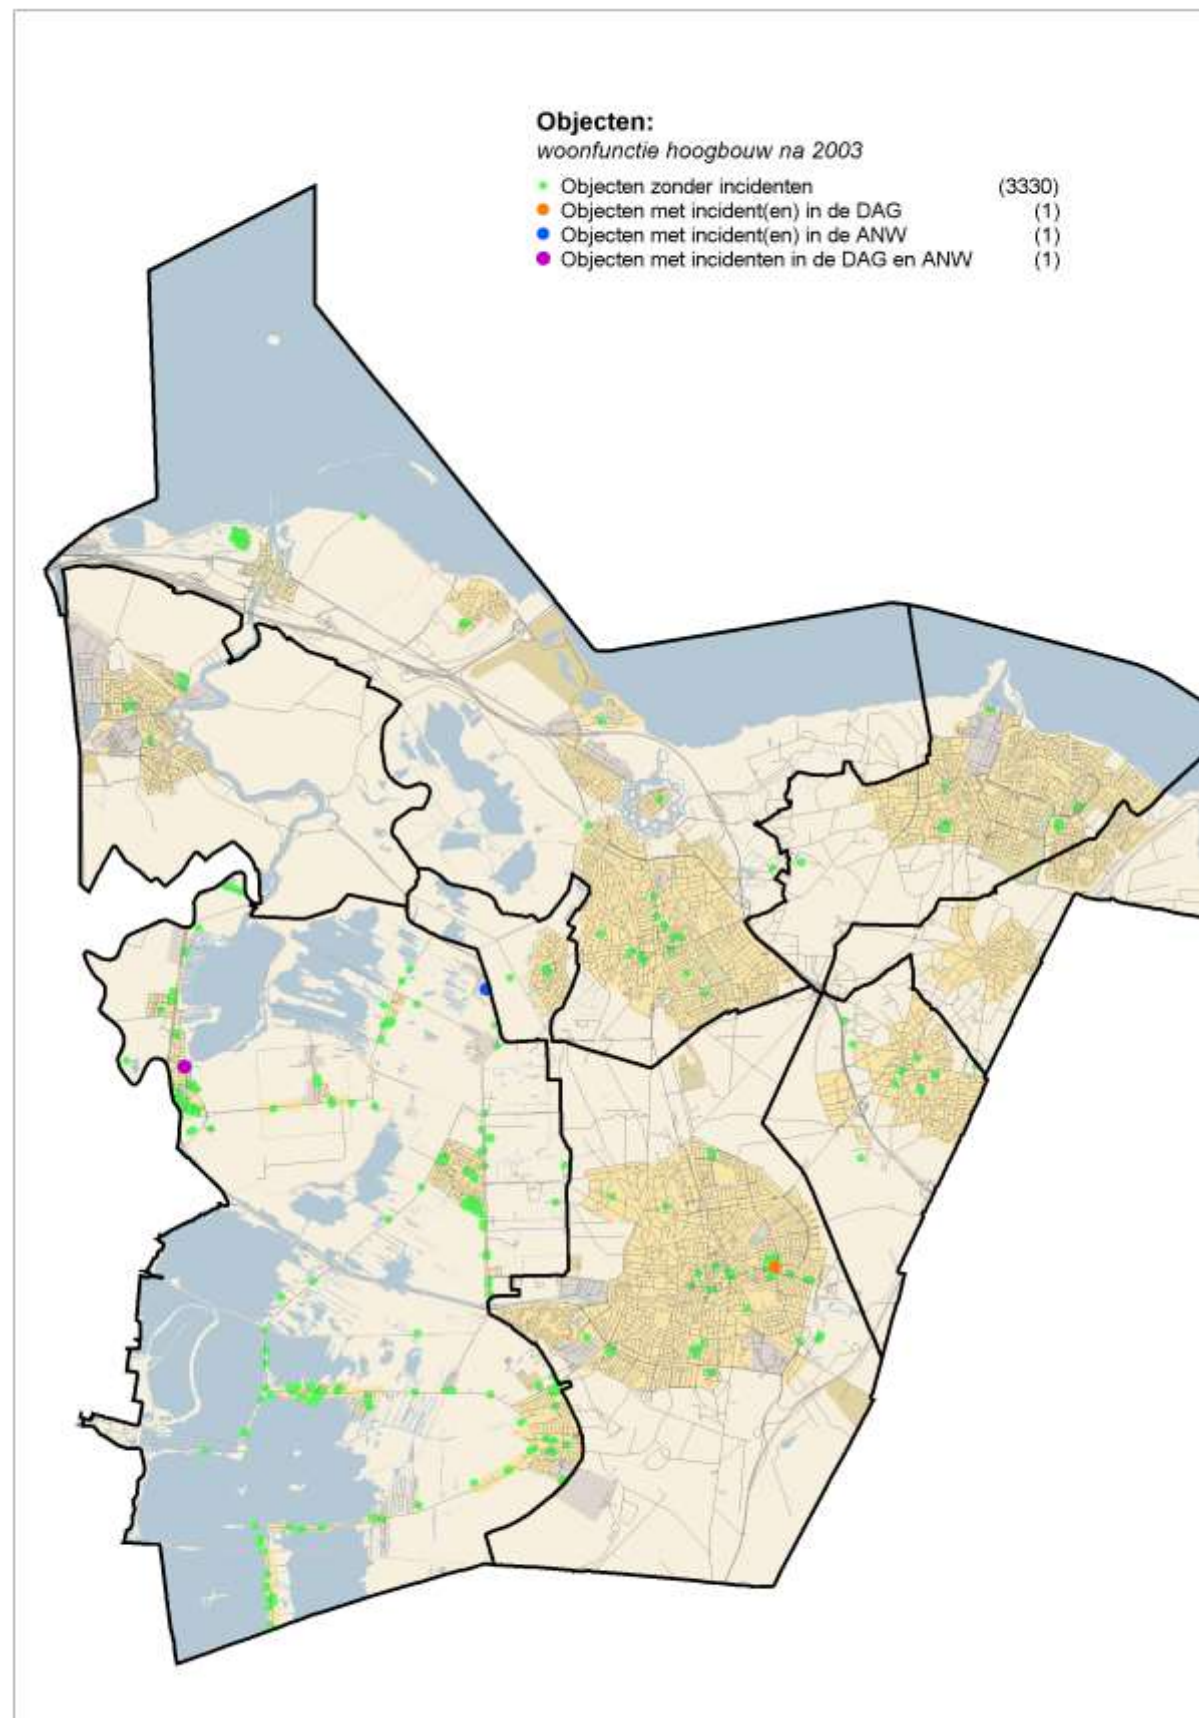 Objecten:
woonfunctie hoogbouw na 2003
Objecten zonder incidenten (3330)
Objecten met incident(en) in de DAG (1)
Objecten met incident(en) in de ANW (1)
Objecten met incidenten in de DAG en ANW (1)